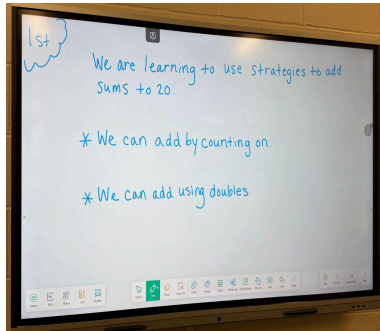 1st
We are learning to use strategies to add
sums to 20.
* We can add by counting on.
* We can add using doubles